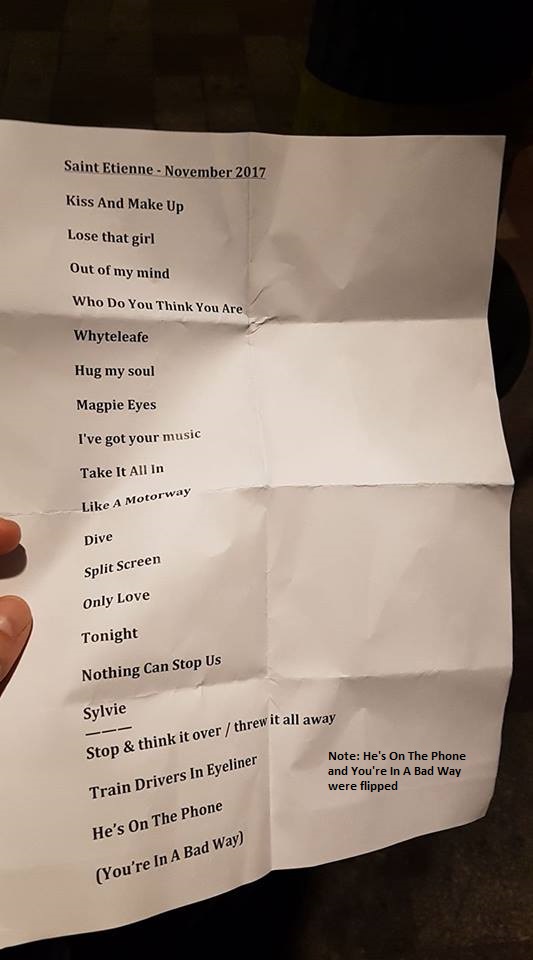 Saint Etienne - November 2017
Kiss And Make Up
Lose that girl
Out of my mind
Who Do You Think You Are
Whyteleafe
Hug my soul
Magpie Eyes
I've got your music
Take It All In
Like A Motorway
Dive
Split Screen
Only Love
Tonight
Nothing Can Stop Us
Sylvie
———
Stop & think it over / threw it all away
Train Drivers In Eyeliner
He's On The Phone
(You're In A Bad Way)
Note: He's On The Phone
and You're In A Bad Way
were flipped